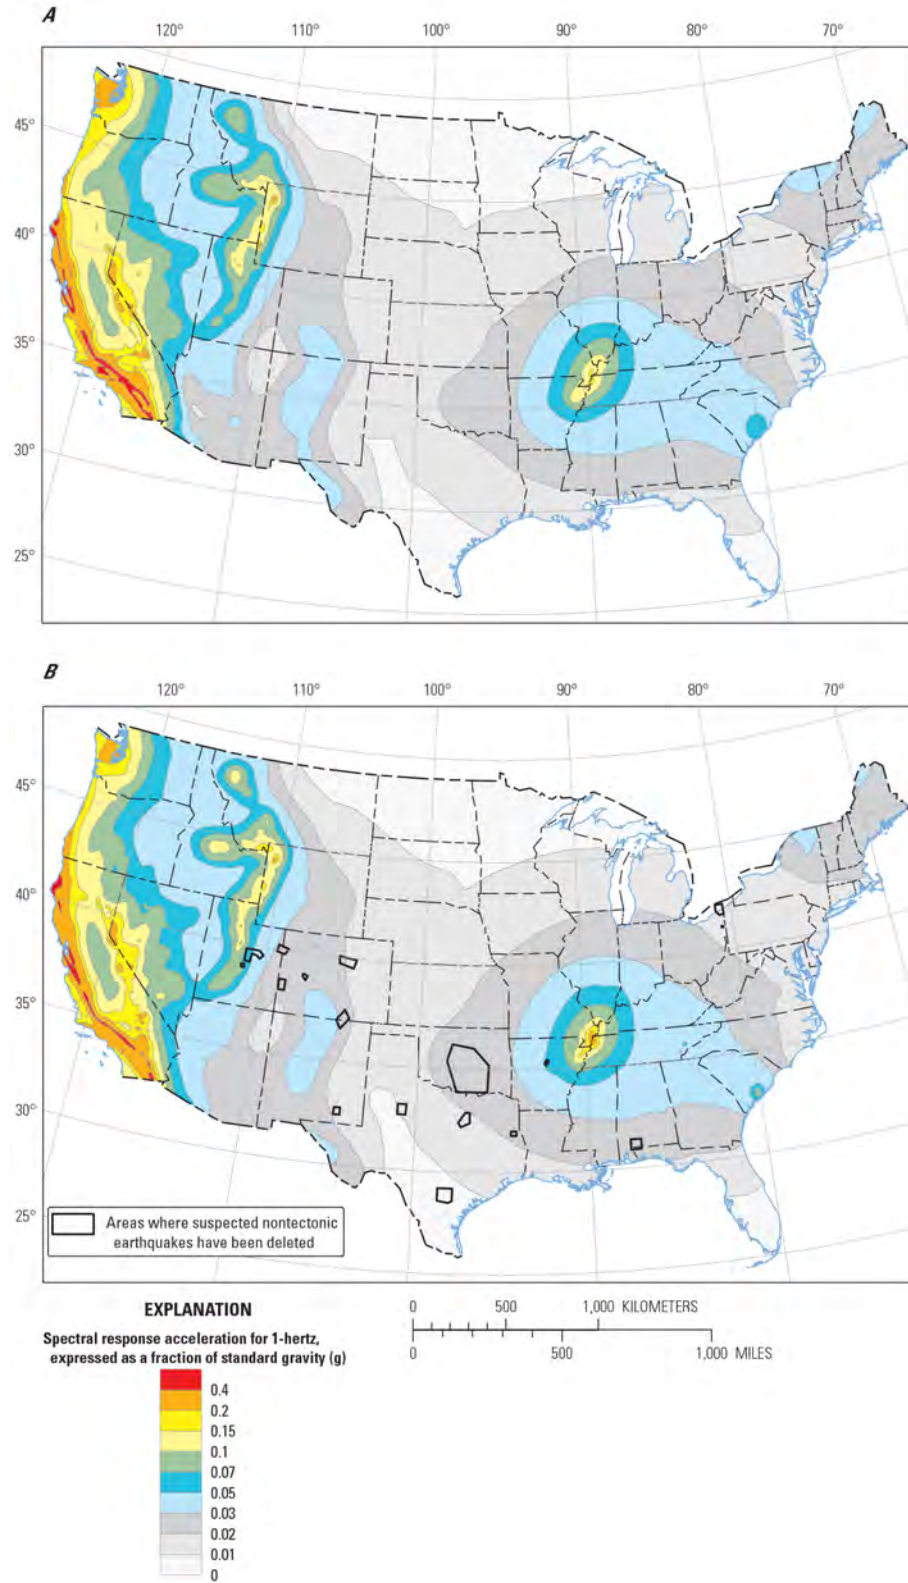 A
120° 110° 100° 90° 80° 70°
45°
40°
35°
30°
25°
B
120° 110° 100° 90° 80° 70°
45°
40°
35°
30°
25°
Areas where suspected nontectonic
earthquakes have been deleted
EXPLANATION
Spectral response acceleration for 1-hertz,
expressed as a fraction of standard gravity (g)
0.4
0.2
0.15
0.1
0.07
0.05
0.03
0.02
0.01
0
0 500 1,000 KILOMETERS
0 500 1,000 MILES